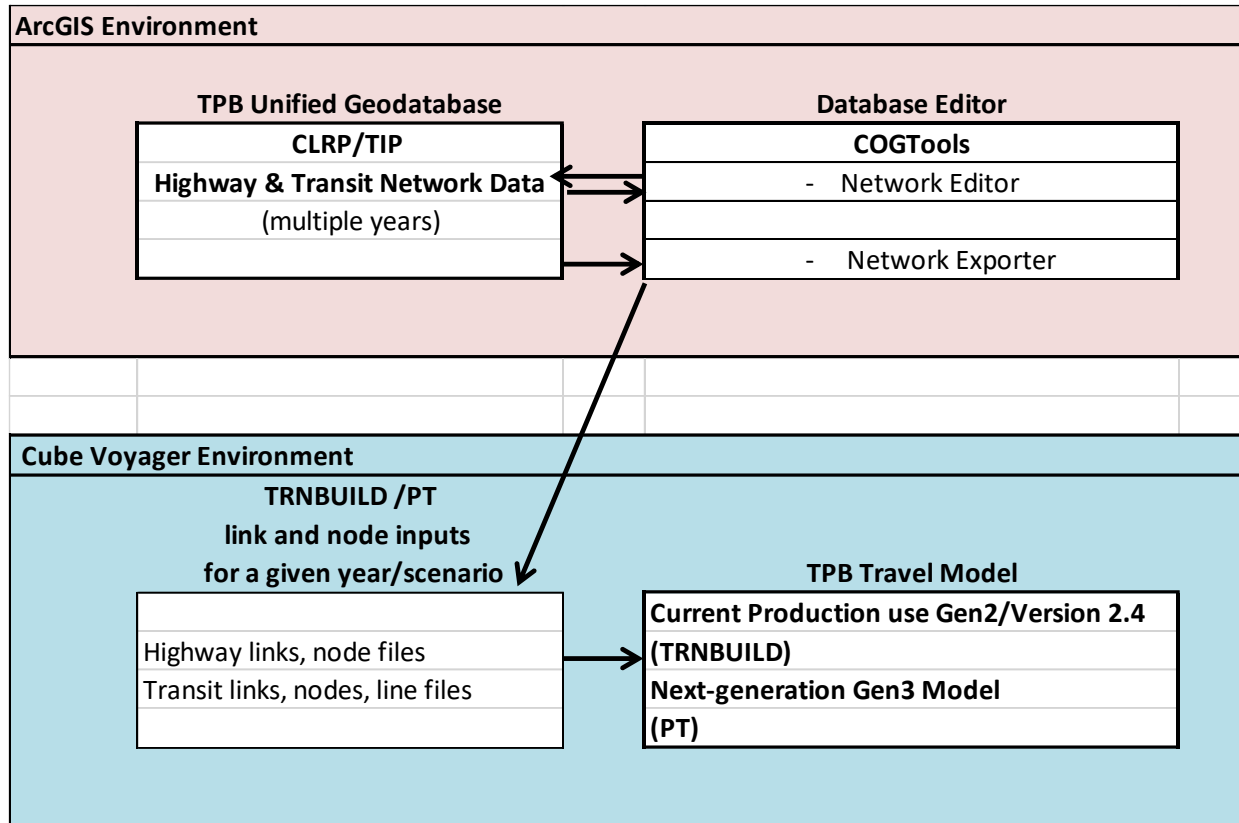 ArcGIS Environment
TPB Unified Geodatabase
CLRP/TIP
Highway & Transit Network Data
(multiple years)
Database Editor
COGTools
- Network Editor
- Network Exporter
Cube Voyager Environment
TRNBUILD /PT
link and node inputs
for a given year/scenario
Highway links, node files
Transit links, nodes, line files
TPB Travel Model
Current Production use Gen2/Version 2.4
(TRNBUILD)
Next-generation Gen3 Model
(PT)